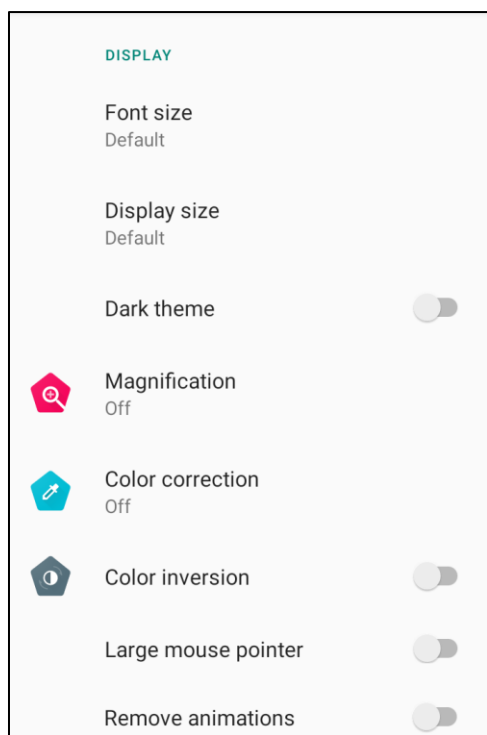 DISPLAY
Font size
Default
Display size
Default
Dark theme
Magnification
Off
Color correction
Off
Color inversion
Large mouse pointer
Remove animations